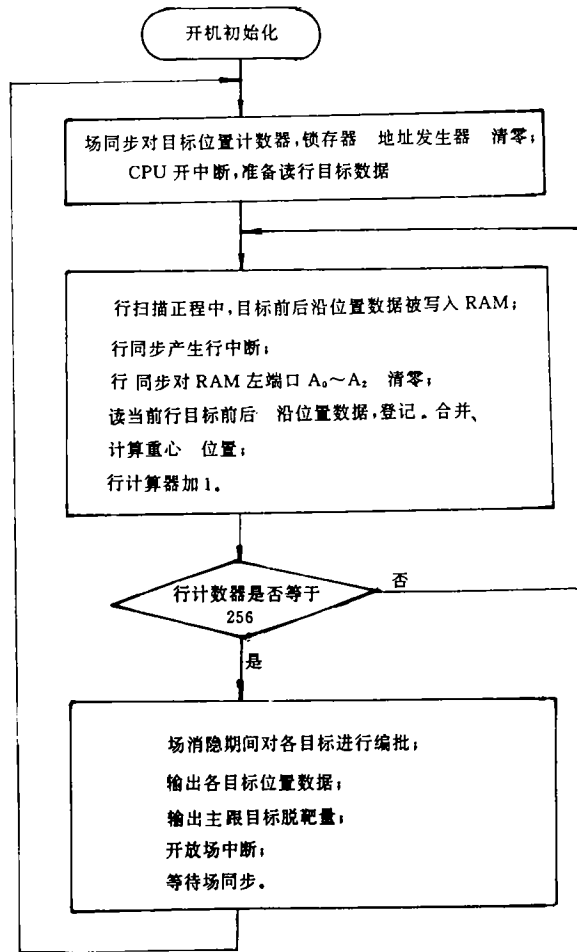 开机初始化
场同步对目标位置计数器,锁存器 地址发生器 清零;
CPU 开中断,准备读行目标数据
行扫描正程中,目标前后沿位置数据被写入 RAM;
行同步产生行中断;
行 同步对 RAM 左端口 A₀～A₂ 清零;
读当前行目标前后 沿位置数据,登记。合并、
计算重心 位置;
行计算器加1。
行计数器是否等于
256
否
是
场消隐期间对各目标进行编批;
输出各目标位置数据;
输出主跟目标脱靶量;
开放场中断;
等待场同步。